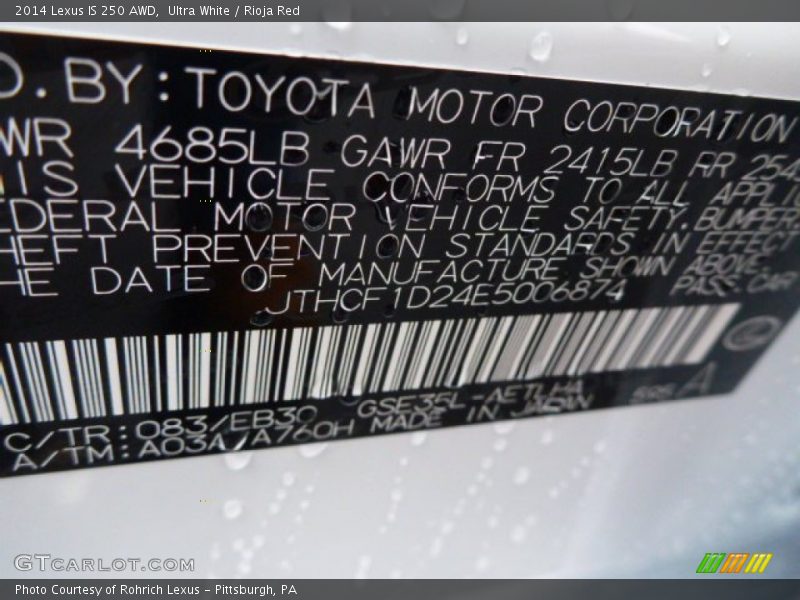 2014 Lexus IS 250 AWD, Ultra White / Rioja Red
D.BY:TOYOTA MOTOR CORPORATION
WR 4685LB GAWR FR 2415LB RR 254
IS VEHICLE CONFORMS TO ALL APPLIC
EDERAL MOTOR VEHICLE SAFETY, BUMPER
HEFT PREVENTION STANDARDS IN EFFECT
HE DATE OF MANUFACTURE SHOWN ABOVE.
JTHCF1D24E5006874 PASS.CAR
C/TR:083/EB30 GSE35L-AETLHA
A/TM:A03A/A760H MADE IN JAPAN A
GTCARLOT.COM
Photo Courtesy of Rohrich Lexus – Pittsburgh, PA